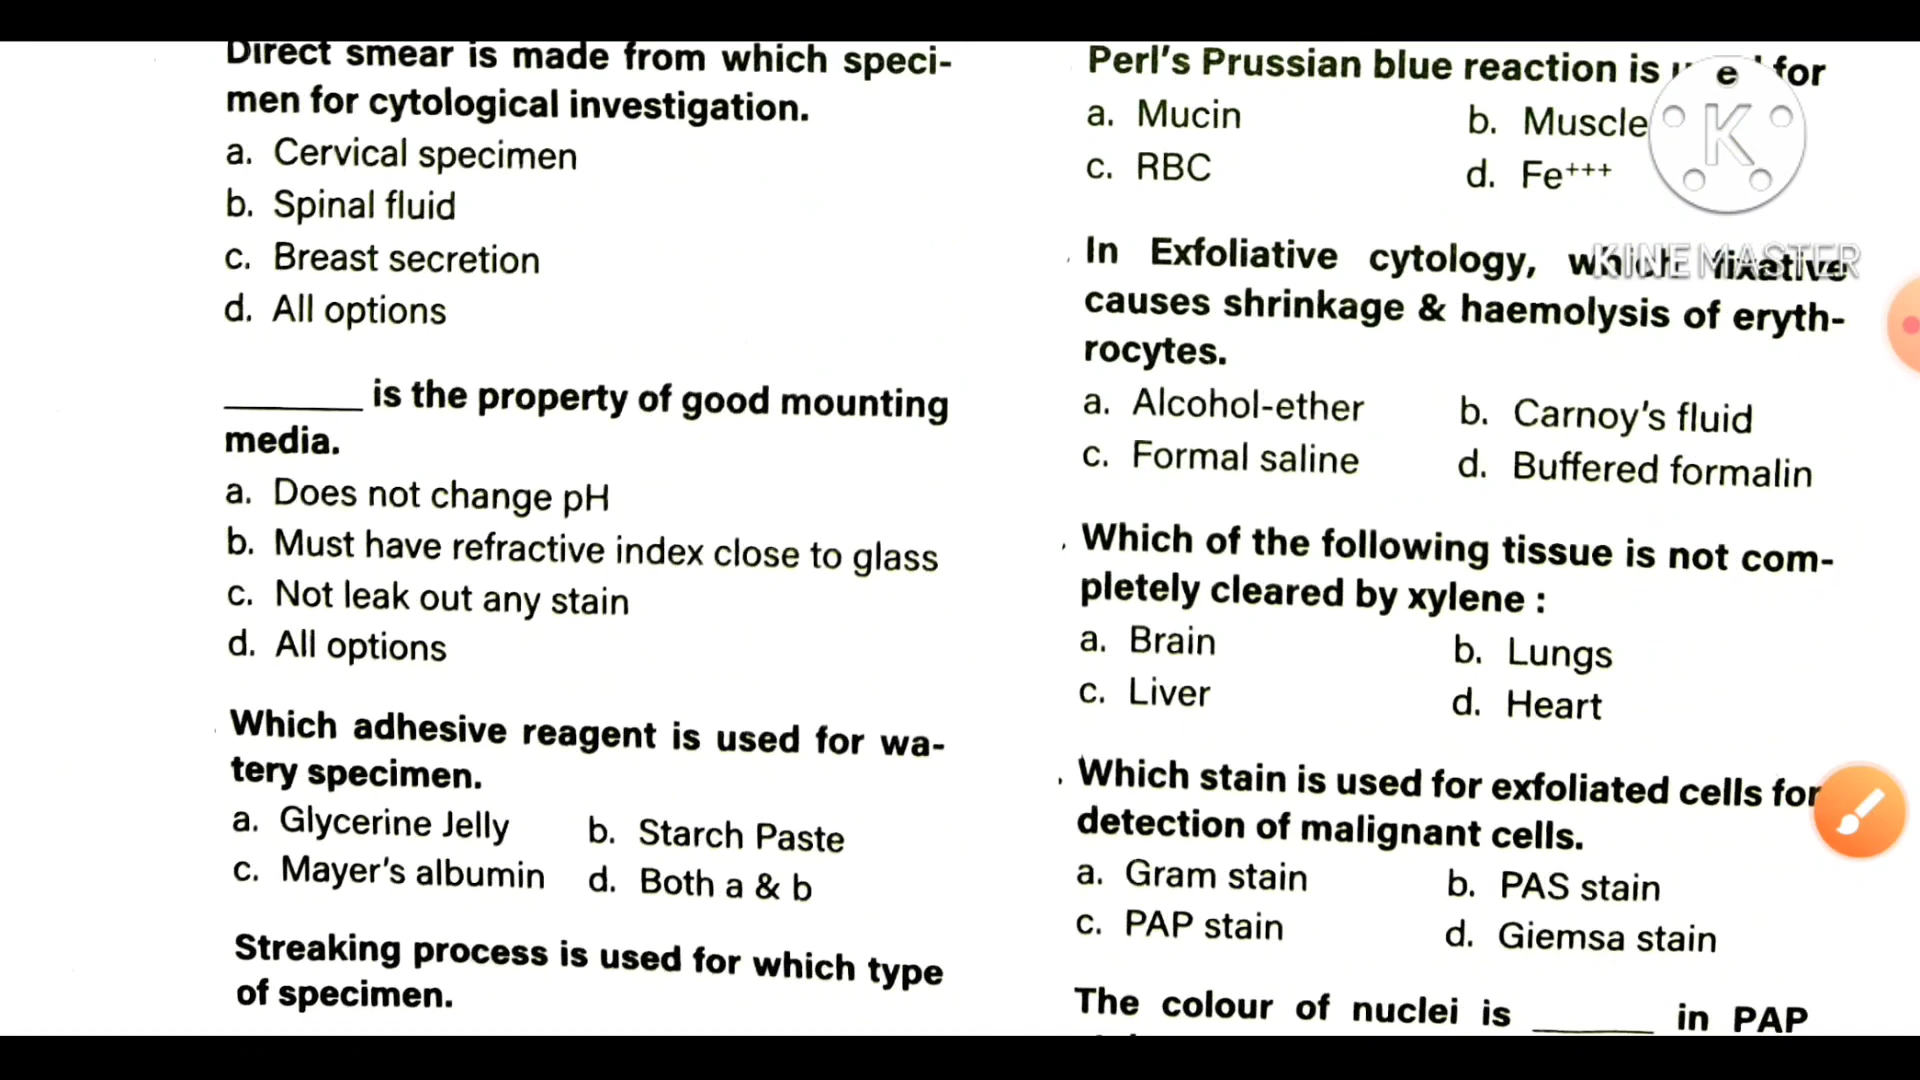 Direct smear is made from which speci-
men for cytological investigation.
a. Cervical specimen
b. Spinal fluid
c. Breast secretion
d. All options
is the property of good mounting
media.
a. Does not change pH
b. Must have refractive index close to glass
c. Not leak out any stain
d. All options
Which adhesive reagent is used for wa-
tery specimen.
a. Glycerine Jelly b. Starch Paste
c. Mayer's albumin d. Both a & b
Streaking process is used for which type
of specimen.
Perl's Prussian blue reaction is for
a. Mucin b. Muscle
c. RBC d. Fe+++
In Exfoliative cytology, which fixative
causes shrinkage & haemolysis of eryth-
rocytes.
a. Alcohol-ether b. Carnoy's fluid
c. Formal saline d. Buffered formalin
Which of the following tissue is not com-
pletely cleared by xylene :
a. Brain b. Lungs
c. Liver d. Heart
Which stain is used for exfoliated cells for
detection of malignant cells.
a. Gram stain b. PAS stain
c. PAP stain d. Giemsa stain
The colour of nuclei is ______ in PAP
K
KINEMASTER